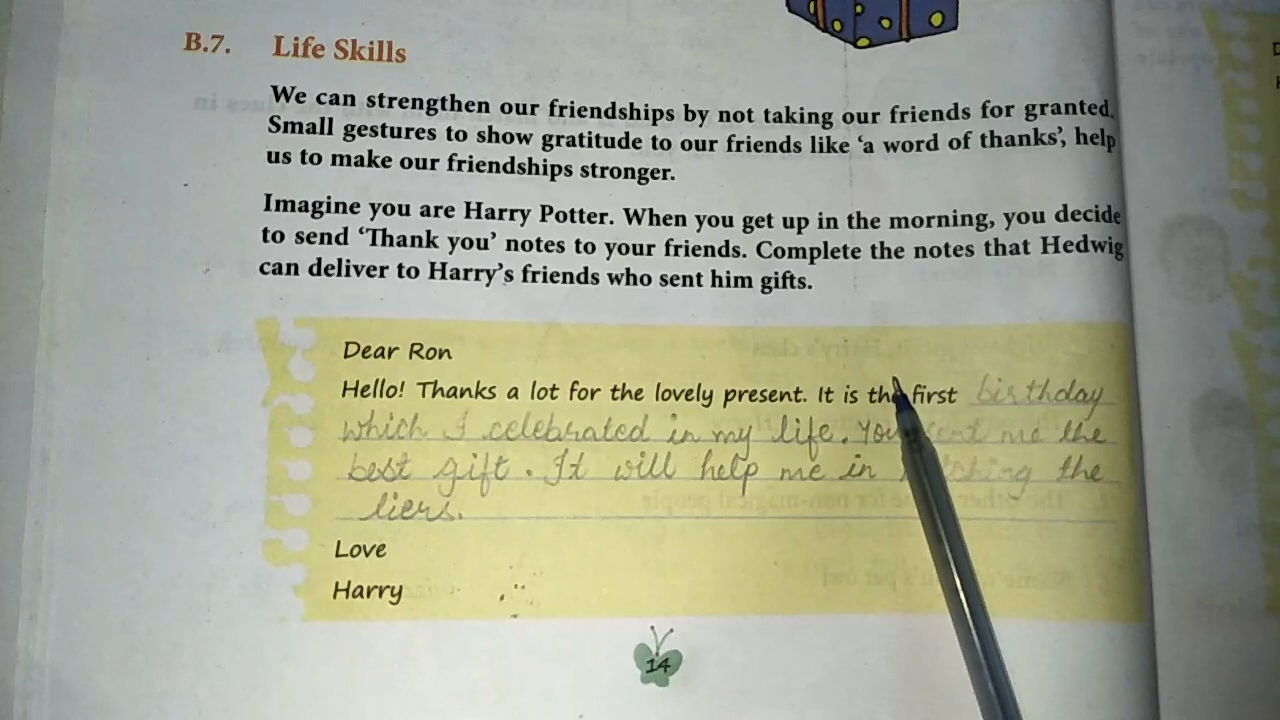 B.7. Life Skills
We can strengthen our friendships by not taking our friends for granted.
Small gestures to show gratitude to our friends like ‘a word of thanks’, help
us to make our friendships stronger.
Imagine you are Harry Potter. When you get up in the morning, you decide
to send ‘Thank you’ notes to your friends. Complete the notes that Hedwig
can deliver to Harry’s friends who sent him gifts.
Dear Ron
Hello! Thanks a lot for the lovely present. It is the first birthday
which I celebrated in my life. You me the
best gift. It will help me in the
liers.
Love
Harry
14